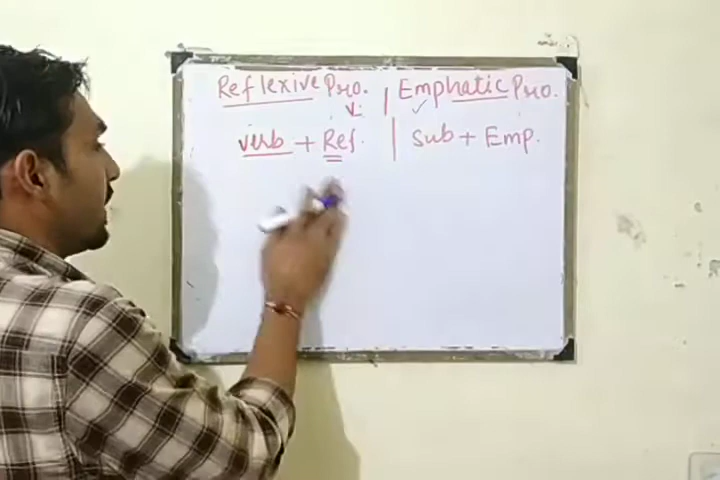 Reflexive Pro. | Emphatic Pro.
verb + Ref. | Sub + Emp.